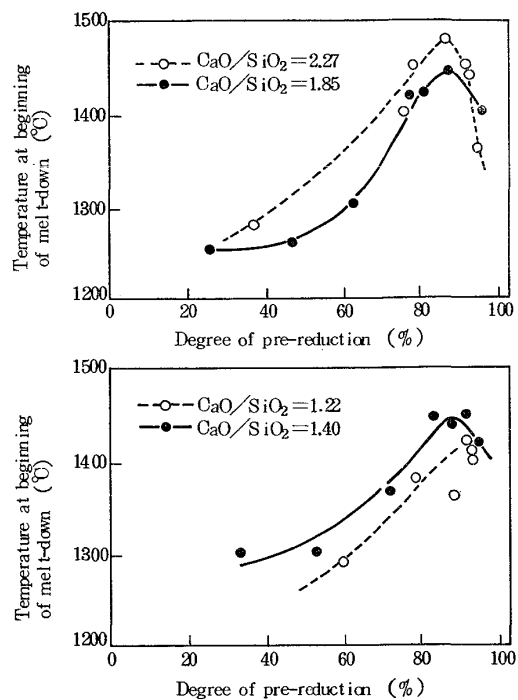 1500
1400
1300
1200
Temperature at beginning
of melt-down (℃)
CaO/SiO₂=2.27
CaO/SiO₂=1.85
0 20 40 60 80 100
Degree of pre-reduction (%)
1500
1400
1300
1200
Temperature at beginning
of melt-down (℃)
CaO/SiO₂=1.22
CaO/SiO₂=1.40
0 20 40 60 80 100
Degree of pre-reduction (%)